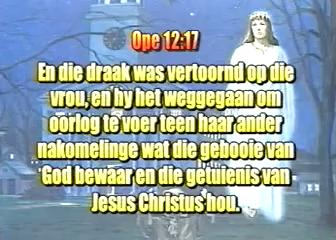 Ope 12:17
En die draak was vertoornd op die
vrou, en hy het weggegaan om
oorlog te voer teen haar ander
nakomelinge wat die gebooie van
God bewaar en die getuienis van
Jesus Christus hou.